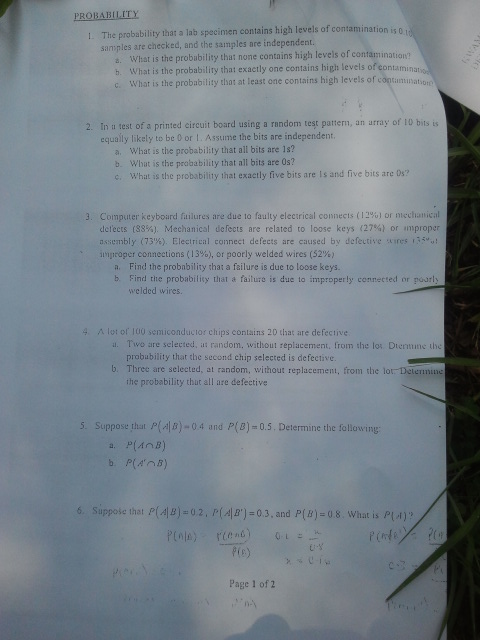 PROBABILITY
1. The probability that a lab specimen contains high levels of contamination is 0.10
samples are checked, and the samples are independent.
a. What is the probability that none contains high levels of contamination?
b. What is the probability that exactly one contains high levels of contamination
c. What is the probability that at least one contains high levels of contamination?
2. In a test of a printed circuit board using a random test pattern, an array of 10 bits is
equally likely to be 0 or 1. Assume the bits are independent.
a. What is the probability that all bits are 1s?
b. What is the probability that all bits are 0s?
c. What is the probability that exactly five bits are 1s and five bits are 0s?
3. Computer keyboard failures are due to faulty electrical connects (12%) or mechanical
defects (88%). Mechanical defects are related to loose keys (27%) or improper
assembly (73%). Electrical connect defects are caused by defective wires (35%),
improper connections (13%), or poorly welded wires (52%)
a. Find the probability that a failure is due to loose keys.
b. Find the probability that a failure is due to improperly connected or poorly
welded wires.
4. A lot of 100 semiconductor chips contains 20 that are defective
a. Two are selected, at random, without replacement, from the lot. Determine the
probability that the second chip selected is defective.
b. Three are selected, at random, without replacement, from the lot. Determine
the probability that all are defective
5. Suppose that P(A|B)=0.4 and P(B)=0.5. Determine the following:
a. P(A∩B)
b. P(A'∩B)
6. Suppose that P(A|B)=0.2, P(A|B')=0.3, and P(B)=0.8. What is P(A)?
Page 1 of 2